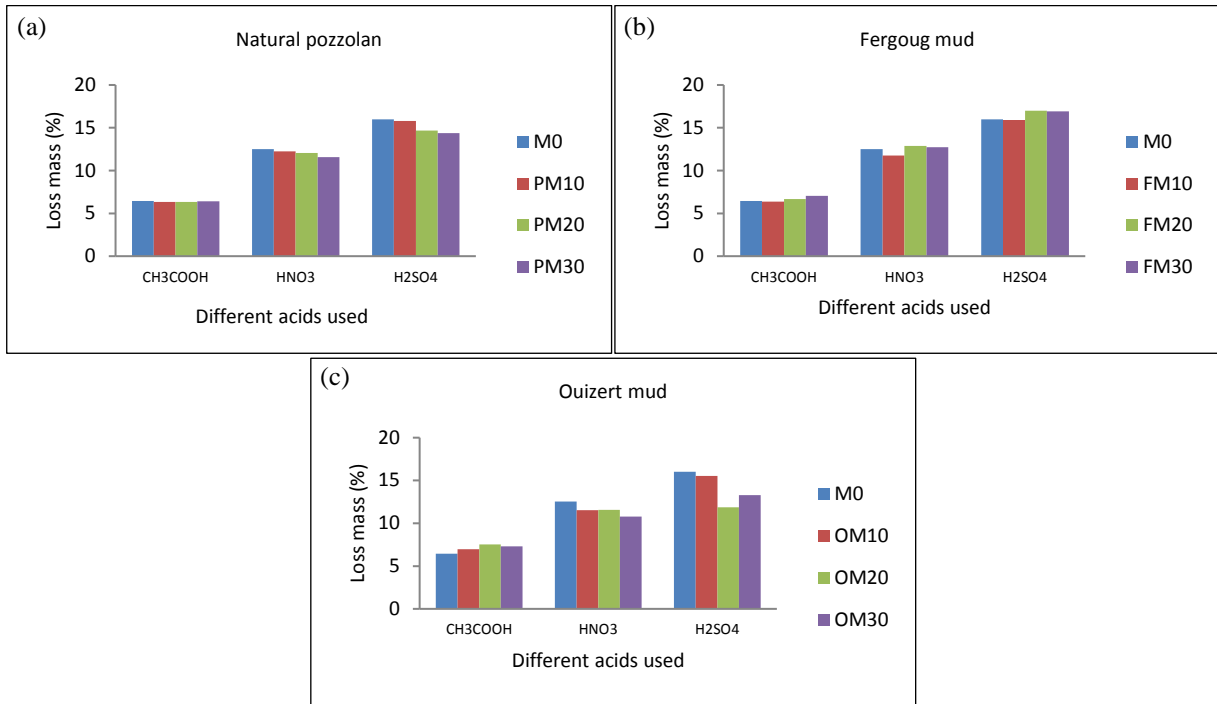 (a)
Natural pozzolan
Loss mass (%)
20
15
10
5
0
CH3COOH HNO3 H2SO4
Different acids used
M0
PM10
PM20
PM30
(b)
Fergoug mud
Loss mass (%)
20
15
10
5
0
CH3COOH HNO3 H2SO4
Different acids used
M0
FM10
FM20
FM30
(c)
Ouizert mud
Loss mass (%)
20
15
10
5
0
CH3COOH HNO3 H2SO4
Different acids used
M0
OM10
OM20
OM30